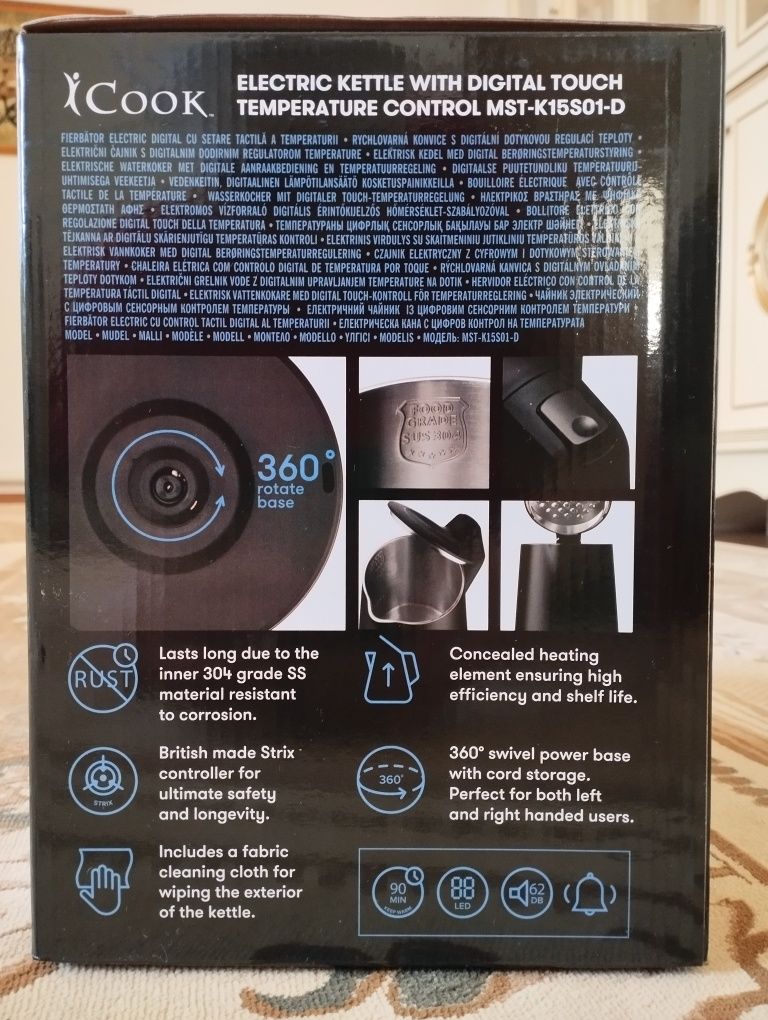 iCook™
ELECTRIC KETTLE WITH DIGITAL TOUCH
TEMPERATURE CONTROL MST-K15S01-D
FIERBĂTOR ELECTRIC DIGITAL CU SETARE TACTILĂ A TEMPERATURII • RYCHLOVARNÁ KONVICE S DIGITÁLNÍ DOTYKOVOU REGULACÍ TEPLOTY •
ELEKTRIČNI ČAJNIK S DIGITALNIM DODIRNIM REGULATOROM TEMPERATURE • ELEKTRISK KEDEL MED DIGITAL BERØRINGSTEMPERATURSTYRING
ELEKTRISCHE WATERKOKER MET DIGITALE AANRAAKBEDIENING EN TEMPERATUURREGELING • DIGITAALSE PUUTETUNDLIKU TEMPERATUURI-
UHTIMISEGA VEEKEETJA • VEDENKEITIN, DIGITAALINEN LÄMPÖTILANSÄÄTÖ KOSKETUSPAINIKKEILLA • BOUILLOIRE ÉLECTRIQUE AVEC CONTRÔLE
TACTILE DE LA TEMPÉRATURE • WASSERKOCHER MIT DIGITALER TOUCH-TEMPERATURREGELUNG • ΗΛΕΚΤΡΙΚΟΣ ΒΡΑΣΤΗΡΑΣ ΜΕ ΨΗΦΙΑΚΟ
ΘΕΡΜΟΣΤΑΤΗ ΑΦΗΣ • ELEKTROMOS VÍZFORRALÓ DIGITÁLIS ÉRINTŐKIJELZŐS HŐMÉRSÉKLET-SZABÁLYOZÓVAL • BOLLITORE ELETTRICO CON
REGOLAZIONE DIGITAL TOUCH DELLA TEMPERATURA • ТЕМПЕРАТУРАНЫ ЦИФРЛЫҚ СЕНСОРЛЫҚ БАҚЫЛАУЫ БАР ЭЛЕКТР ШӘЙНЕГІ •
TĒJKANNA AR DIGITĀLU SKĀRIENJUTĪGU TEMPERATŪRAS KONTROLI • ELEKTRINIS VIRDULYS SU SKAITMENINIU JUTIKLINIU TEMPERATŪROS VALDIKLIU
ELEKTRISK VANNKOKER MED DIGITAL BERØRINGSTEMPERATURREGULERING • CZAJNIK ELEKTRYCZNY Z CYFROWYM I DOTYKOWYM STEROWANIEM
TEMPERATURY • CHALEIRA ELÉTRICA COM CONTROLO DIGITAL DE TEMPERATURA POR TOQUE • RÝCHLOVARNÁ KANVICA S DIGITÁLNYM OVLÁDANÍM
TEPLOTY DOTYKOM • ELEKTRIČNI GRELNIK VODE Z DIGITALNIM UPRAVLJANJEM TEMPERATURE NA DOTIK • HERVIDOR ELÉCTRICO CON CONTROL DE LA
TEMPERATURA TÁCTIL DIGITAL • ELEKTRISK VATTENKOKARE MED DIGITAL TOUCH-KONTROLL FÖR TEMPERATURREGLERING • ЧАЙНИК ЭЛЕКТРИЧЕСКИЙ
С ЦИФРОВЫМ СЕНСОРНЫМ КОНТРОЛЕМ ТЕМПЕРАТУРЫ • ЕЛЕКТРИЧНИЙ ЧАЙНИК ІЗ ЦИФРОВИМ СЕНСОРНИМ КОНТРОЛЕМ ТЕМПЕРАТУРИ •
FIERBĂTOR ELECTRIC CU CONTROL TACTIL DIGITAL AL TEMPERATURII • ЕЛЕКТРИЧЕСКА КАНА С ЦИФРОВ КОНТРОЛ НА ТЕМПЕРАТУРАТА
MODEL • MUDEL • MALLI • MODÈLE • MODELL • ΜΟΝΤΕΛΟ • MODELLO • ҮЛГІСІ • MODELIS • МОДЕЛЬ: MST-K15S01-D
360°
rotate
base
FOOD
GRADE
SUS 304
RUST
Lasts long due to the
inner 304 grade SS
material resistant
to corrosion.
Concealed heating
element ensuring high
efficiency and shelf life.
STRIX
British made Strix
controller for
ultimate safety
and longevity.
360°
360° swivel power base
with cord storage.
Perfect for both left
and right handed users.
Includes a fabric
cleaning cloth for
wiping the exterior
of the kettle.
90
MIN
KEEP WARM
88
LED
62
DB